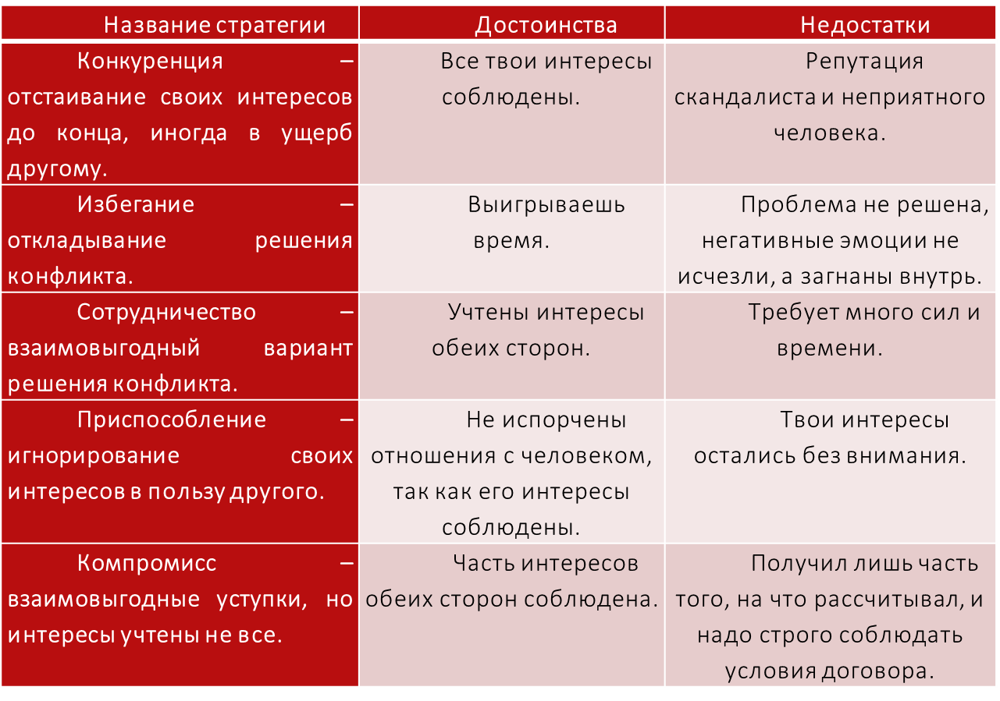 Название стратегии
Достоинства
Недостатки
Конкуренция –
отстаивание своих интересов
до конца, иногда в ущерб
другому.
Все твои интересы
соблюдены.
Репутация
скандалиста и неприятного
человека.
Избегание –
откладывание решения
конфликта.
Выигрываешь
время.
Проблема не решена,
негативные эмоции не
исчезли, а загнаны внутрь.
Сотрудничество –
взаимовыгодный вариант
решения конфликта.
Учтены интересы
обеих сторон.
Требует много сил и
времени.
Приспособление –
игнорирование своих
интересов в пользу другого.
Не испорчены
отношения с человеком,
так как его интересы
соблюдены.
Твои интересы
остались без внимания.
Компромисс –
взаимовыгодные уступки, но
интересы учтены не все.
Часть интересов
обеих сторон соблюдена.
Получил лишь часть
того, на что рассчитывал, и
надо строго соблюдать
условия договора.